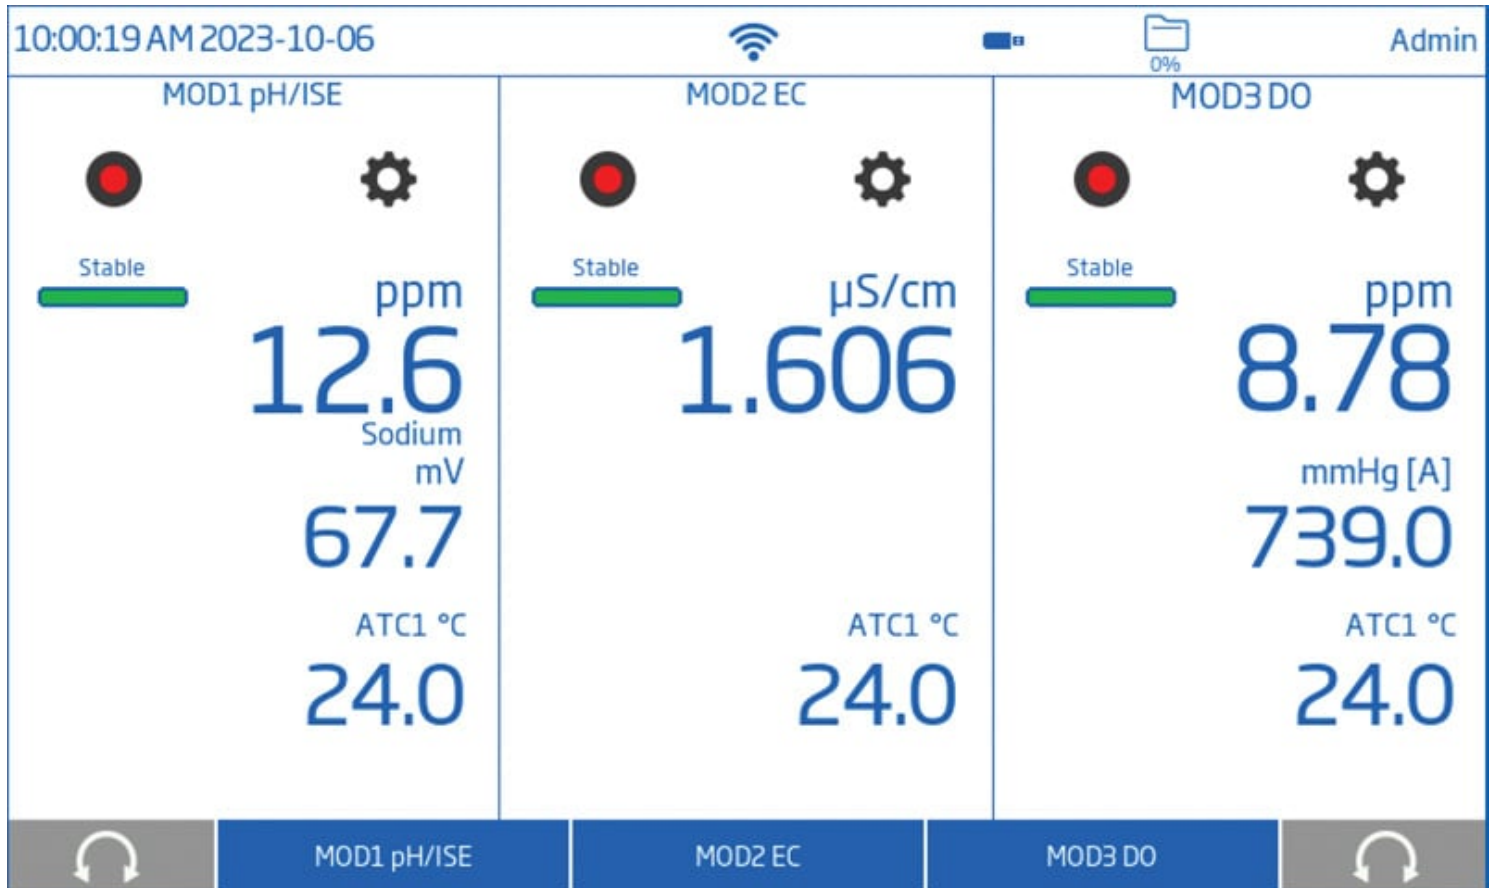 10:00:19 AM 2023-10-06
0%
Admin
MOD1 pH/ISE
Stable
ppm
12.6
Sodium
mV
67.7
ATC1 °C
24.0
MOD2 EC
Stable
µS/cm
1.606
ATC1 °C
24.0
MOD3 DO
Stable
ppm
8.78
mmHg [A]
739.0
ATC1 °C
24.0
MOD1 pH/ISE
MOD2 EC
MOD3 DO